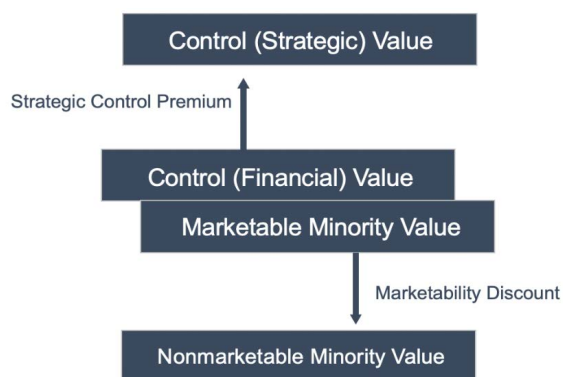 Control (Strategic) Value
Strategic Control Premium
Control (Financial) Value
Marketable Minority Value
Marketability Discount
Nonmarketable Minority Value